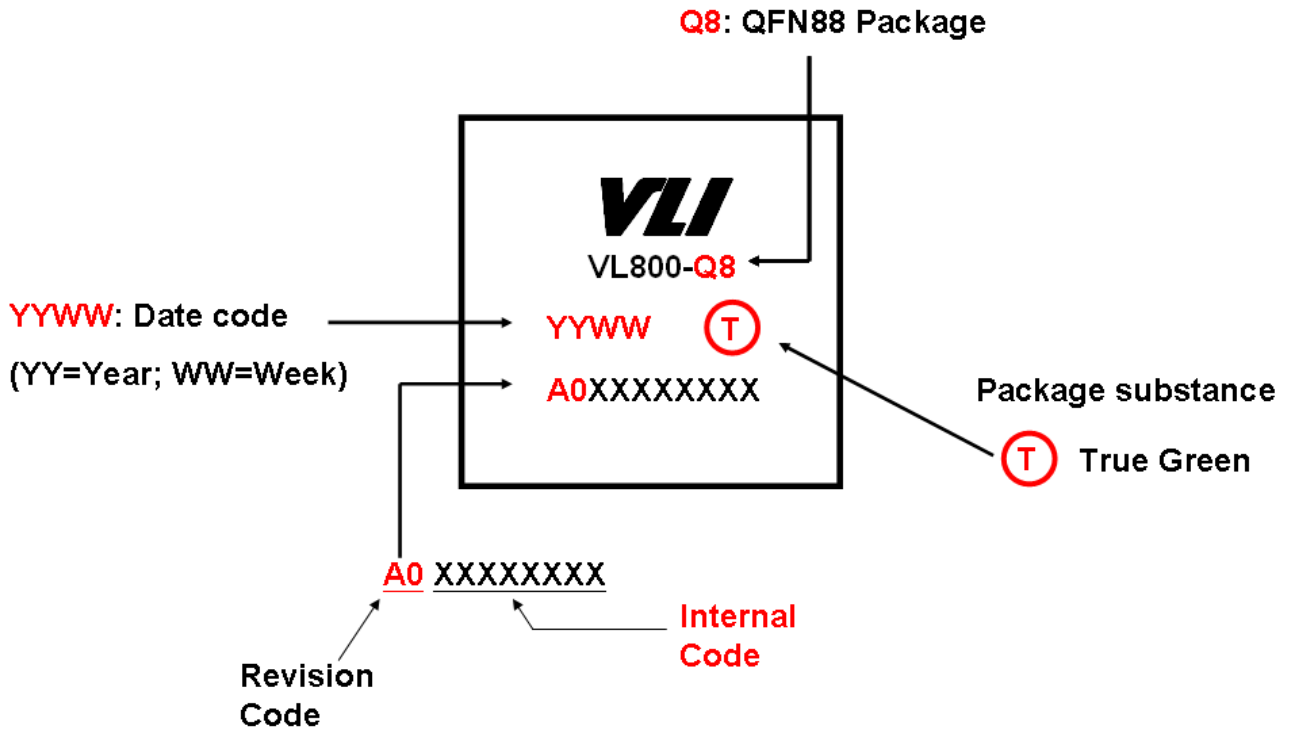 Q8: QFN88 Package
VLI
VL800-Q8
YYWW: Date code
(YY=Year; WW=Week)
YYWW T
A0XXXXXXXX
Package substance
T True Green
A0 XXXXXXXX
Internal
Code
Revision
Code